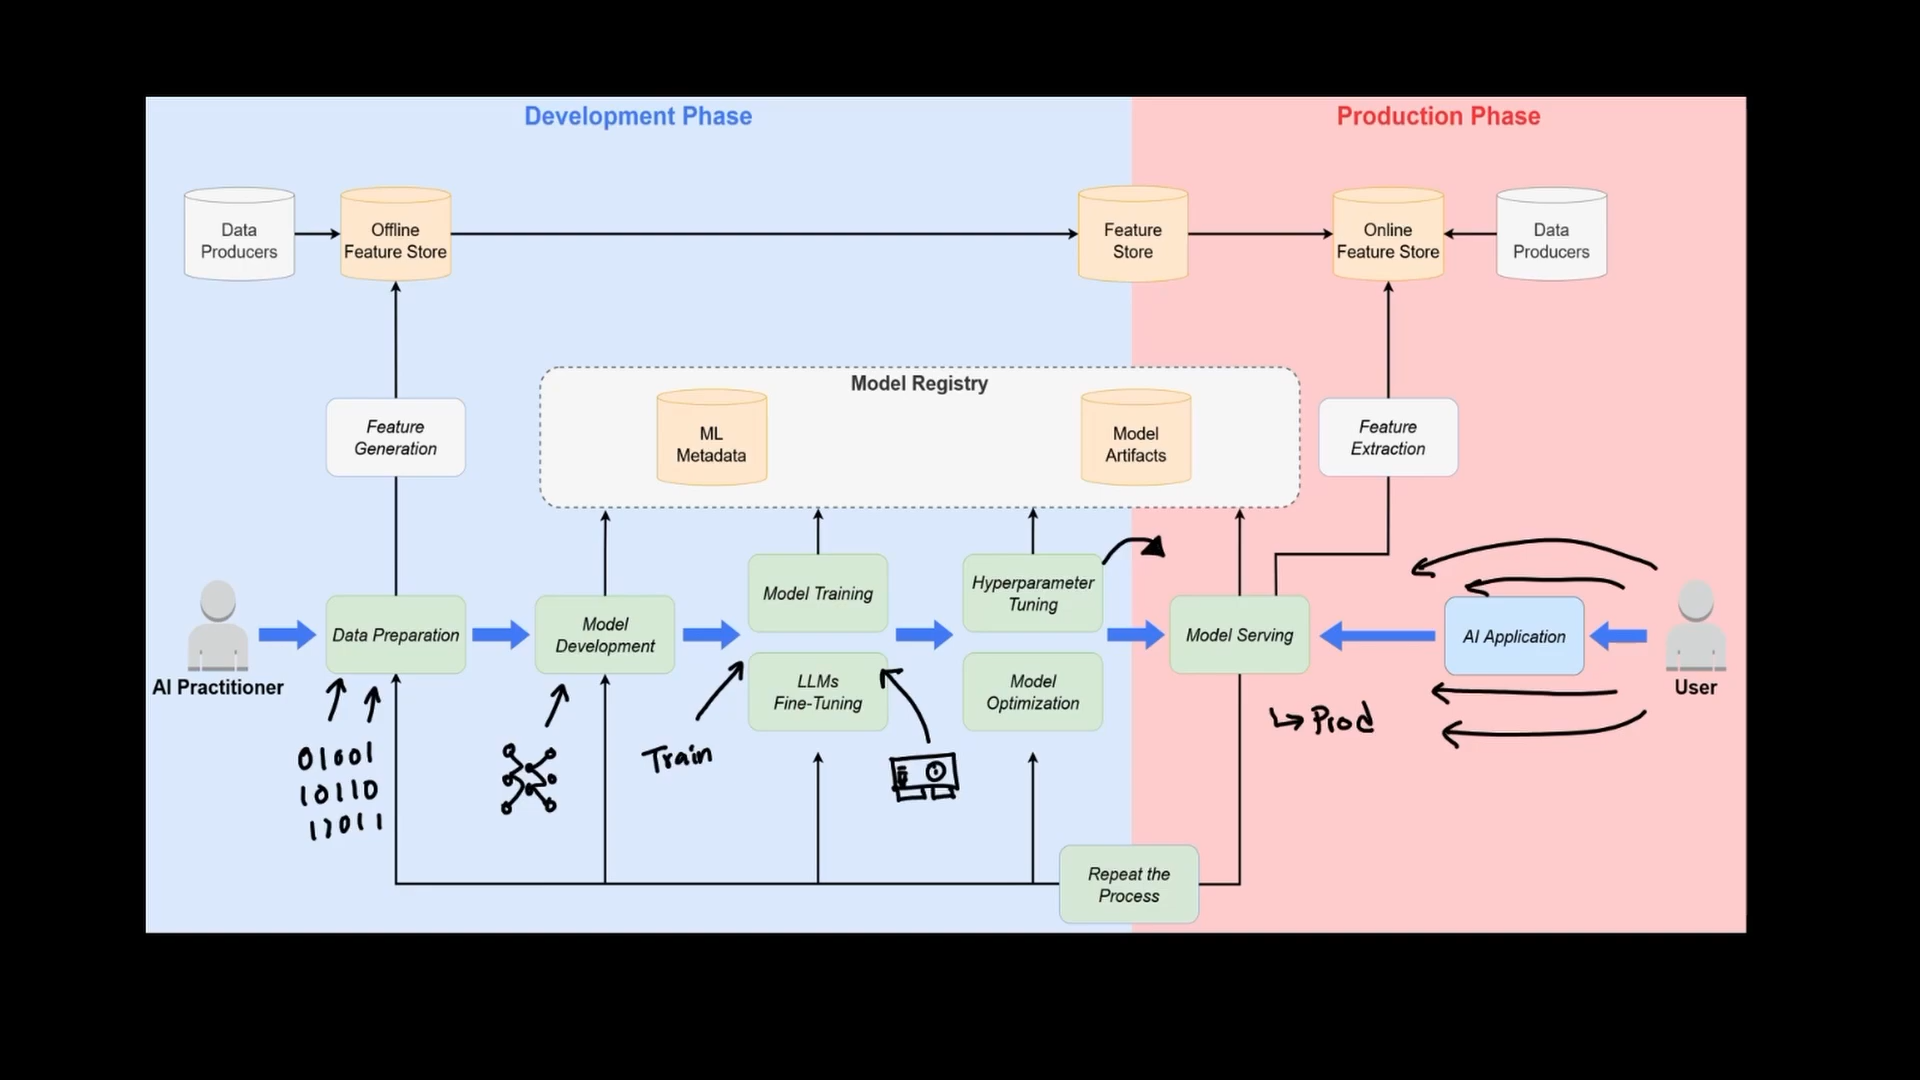 Development Phase
Production Phase
Data
Producers
Offline
Feature Store
Feature
Store
Online
Feature Store
Data
Producers
Model Registry
ML
Metadata
Model
Artifacts
Feature
Generation
Feature
Extraction
AI Practitioner
Data Preparation
Model
Development
Model Training
LLMs
Fine-Tuning
Hyperparameter
Tuning
Model
Optimization
Model Serving
AI Application
User
01001
10110
11011
Train
Prod
Repeat the
Process